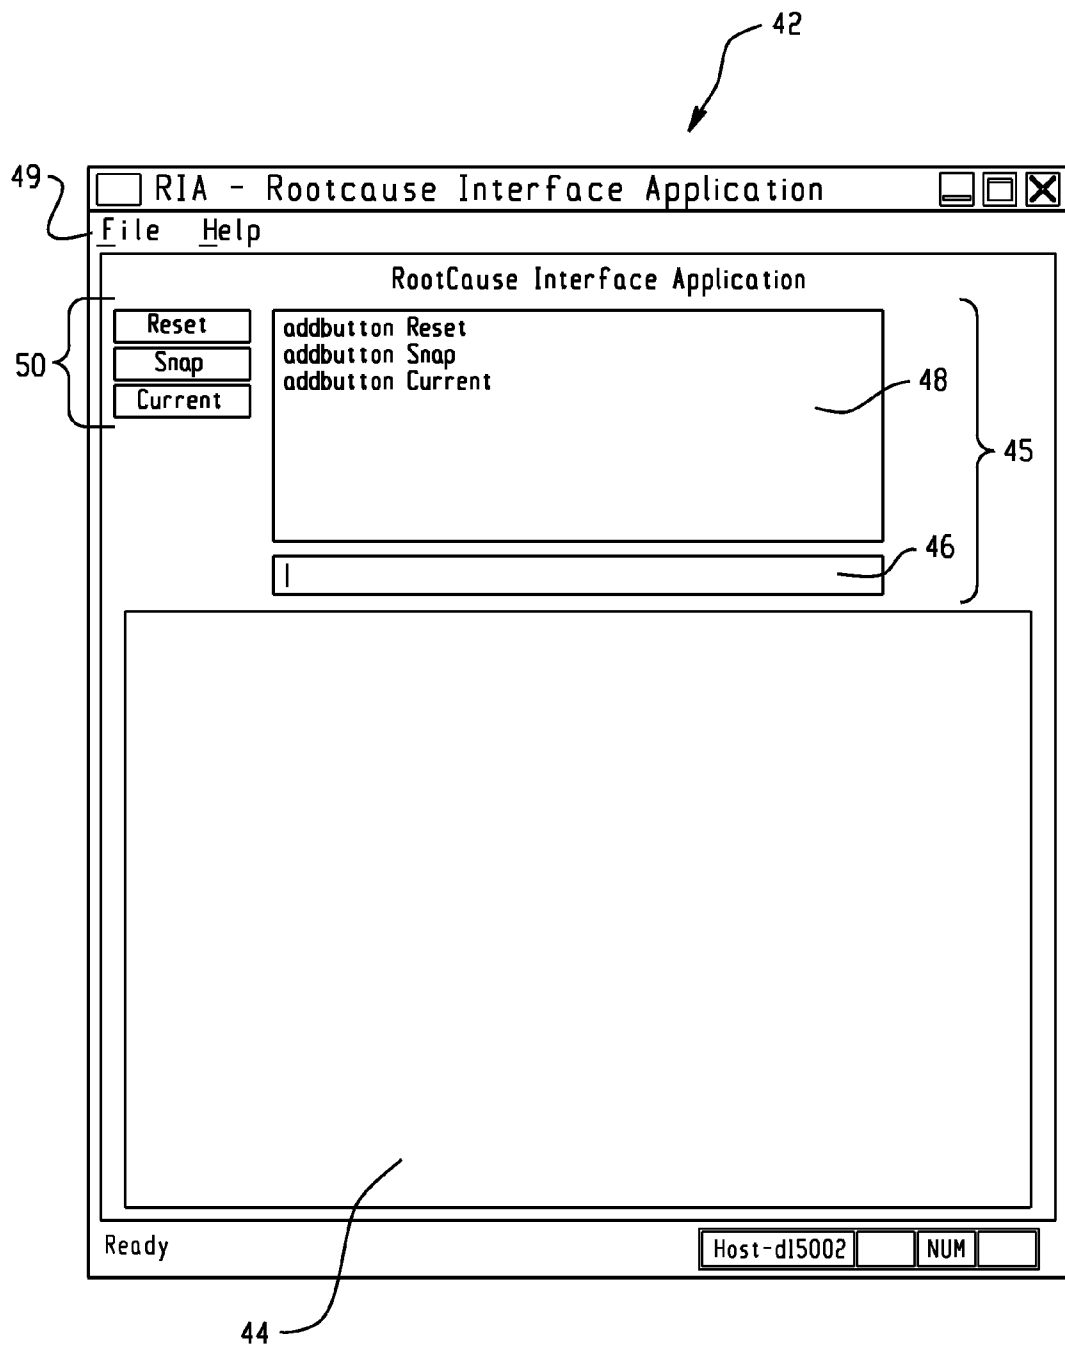 42
49
RIA - Rootcause Interface Application
File Help
RootCause Interface Application
50
Reset
Snap
Current
addbutton Reset
addbutton Snap
addbutton Current
48
45
46
Ready
Host-d15002
NUM
44